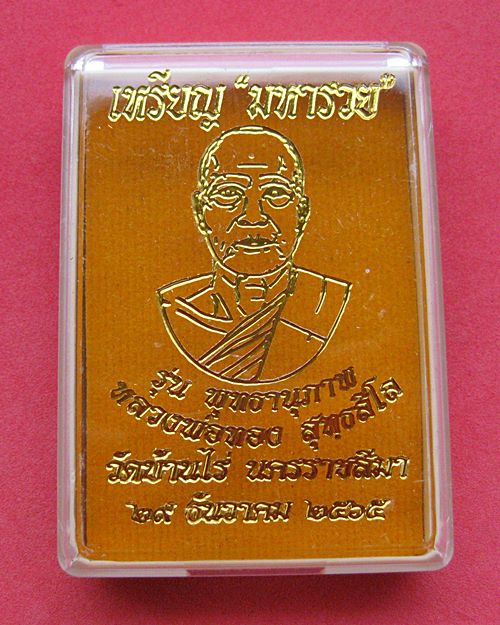 เหรียญ "มหารวย"
รุ่น พุทธานุภาพ
หลวงพ่อทอง สุทฺธสีโล
วัดบ้านไร่ นครราชสีมา
๒๙ ธันวาคม ๒๕๖๕